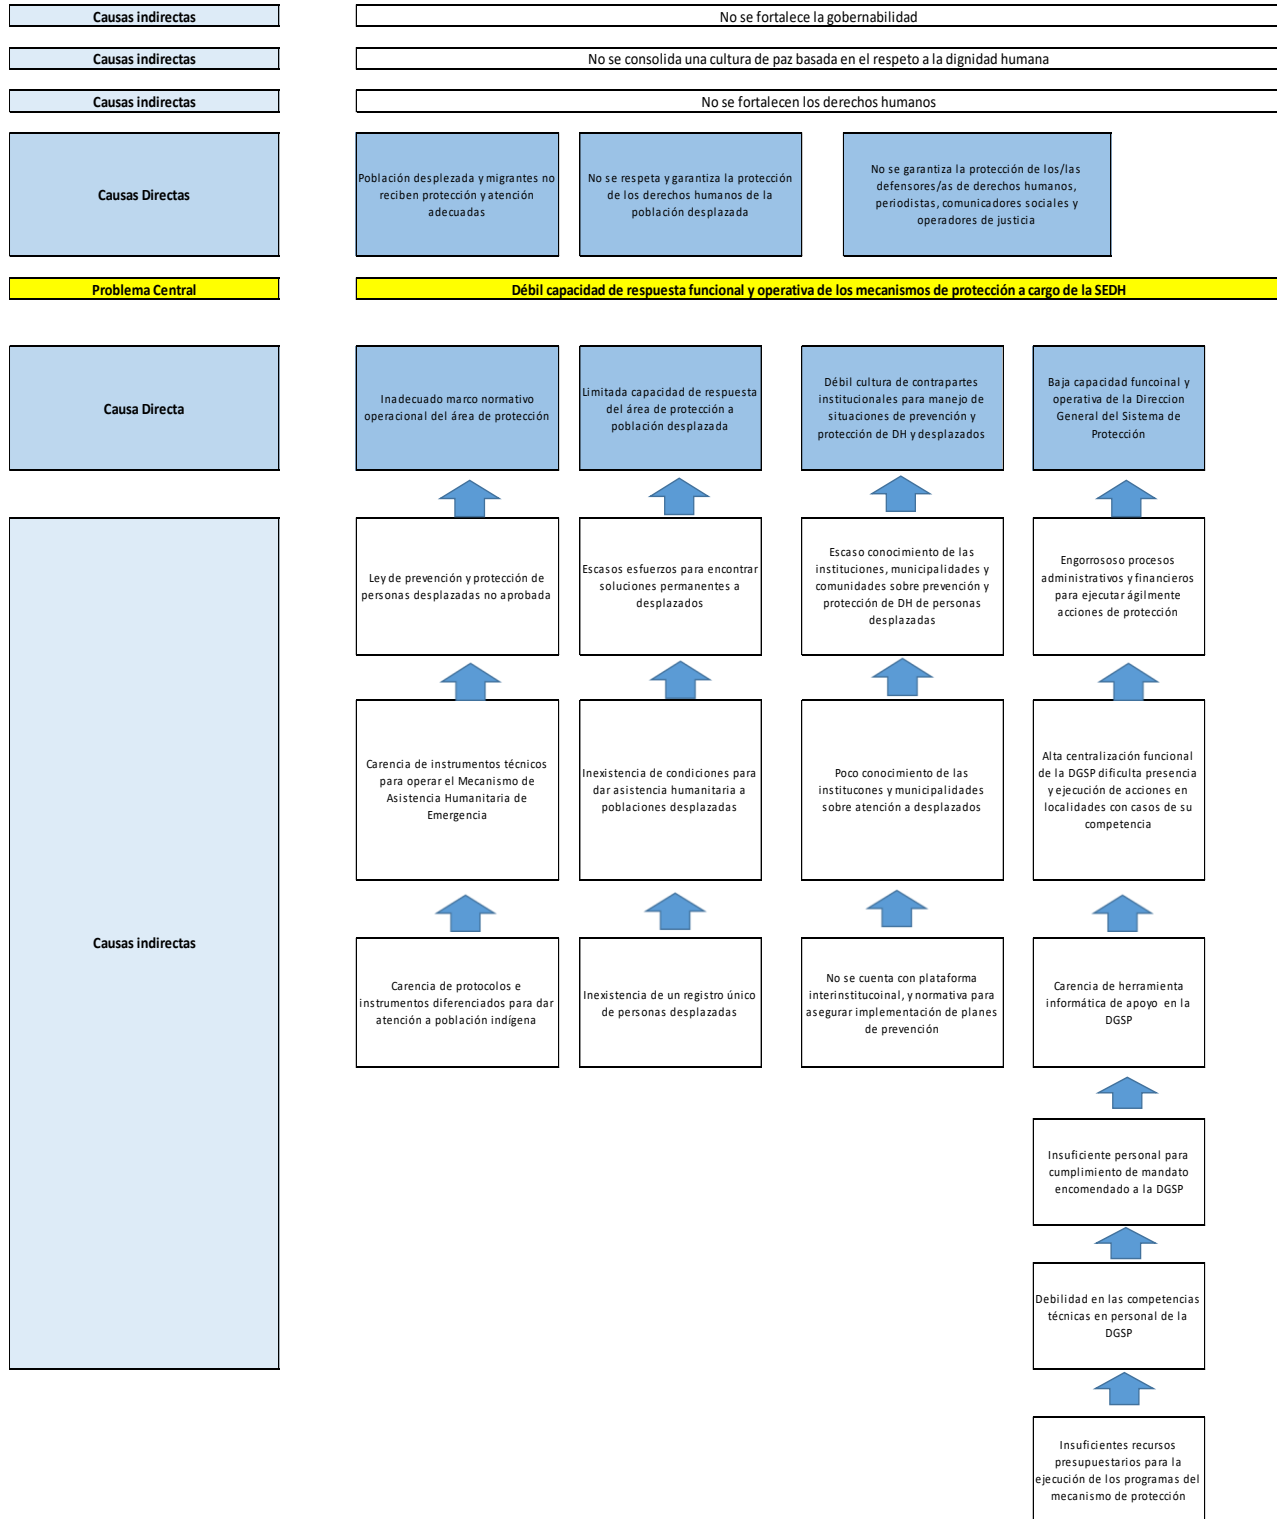 Causas indirectas
No se fortalece la gobernabilidad
Causas indirectas
No se consolida una cultura de paz basada en el respeto a la dignidad humana
Causas indirectas
No se fortalecen los derechos humanos
Causas Directas
Población desplezada y migrantes no
reciben protección y atención
adecuadas
No se respeta y garantiza la protección
de los derechos humanos de la
población desplazada
No se garantiza la protección de los/las
defensores/as de derechos humanos,
periodistas, comunicadores sociales y
operadores de justicia
Problema Central
Débil capacidad de respuesta funcional y operativa de los mecanismos de protección a cargo de la SEDH
Causa Directa
Inadecuado marco normativo
operacional del área de protección
Limitada capacidad de respuesta
del área de protección a
población desplazada
Débil cultura de contrapartes
institucionales para manejo de
situaciones de prevención y
protección de DH y desplazados
Baja capacidad funcoinal y
operativa de la Direccion
General del Sistema de
Protección
Causas indirectas
Ley de prevención y protección de
personas desplazadas no aprobada
Escasos esfuerzos para encontrar
soluciones permanentes a
desplazados
Escaso conocimiento de las
instituciones, municipalidades y
comunidades sobre prevención y
protección de DH de personas
desplazadas
Engorrososo procesos
administrativos y financieros
para ejecutar ágilmente
acciones de protección
Carencia de instrumentos técnicos
para operar el Mecanismo de
Asistencia Humanitaria de
Emergencia
Inexistencia de condiciones para
dar asistencia humanitaria a
poblaciones desplazadas
Poco conocimiento de las
institucones y municipalidades
sobre atención a desplazados
Alta centralización funcional
de la DGSP dificulta presencia
y ejecución de acciones en
localidades con casos de su
competencia
Carencia de protocolos e
instrumentos diferenciados para dar
atención a población indígena
Inexistencia de un registro único
de personas desplazadas
No se cuenta con plataforma
interinstitucoinal, y normativa para
asegurar implementación de planes
de prevención
Carencia de herramienta
informática de apoyo en la
DGSP
Insuficiente personal para
cumplimiento de mandato
encomendado a la DGSP
Debilidad en las competencias
técnicas en personal de la
DGSP
Insuficientes recursos
presupuestarios para la
ejecución de los programas del
mecanismo de protección